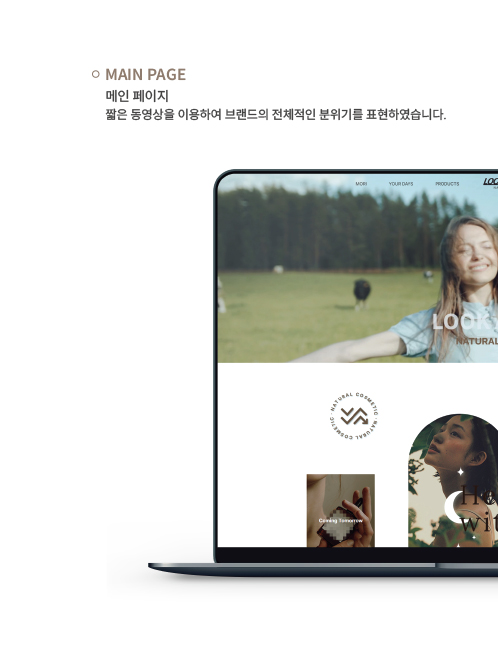 MAIN PAGE
메인 페이지
짧은 동영상을 이용하여 브랜드의 전체적인 분위기를 표현하였습니다.
MORI
YOUR DAYS
PRODUCTS
LOO
LOOK
NATURAL
NATURAL COSMETIC · NATURAL COSMETIC ·
Coming Tomorrow
He
wit